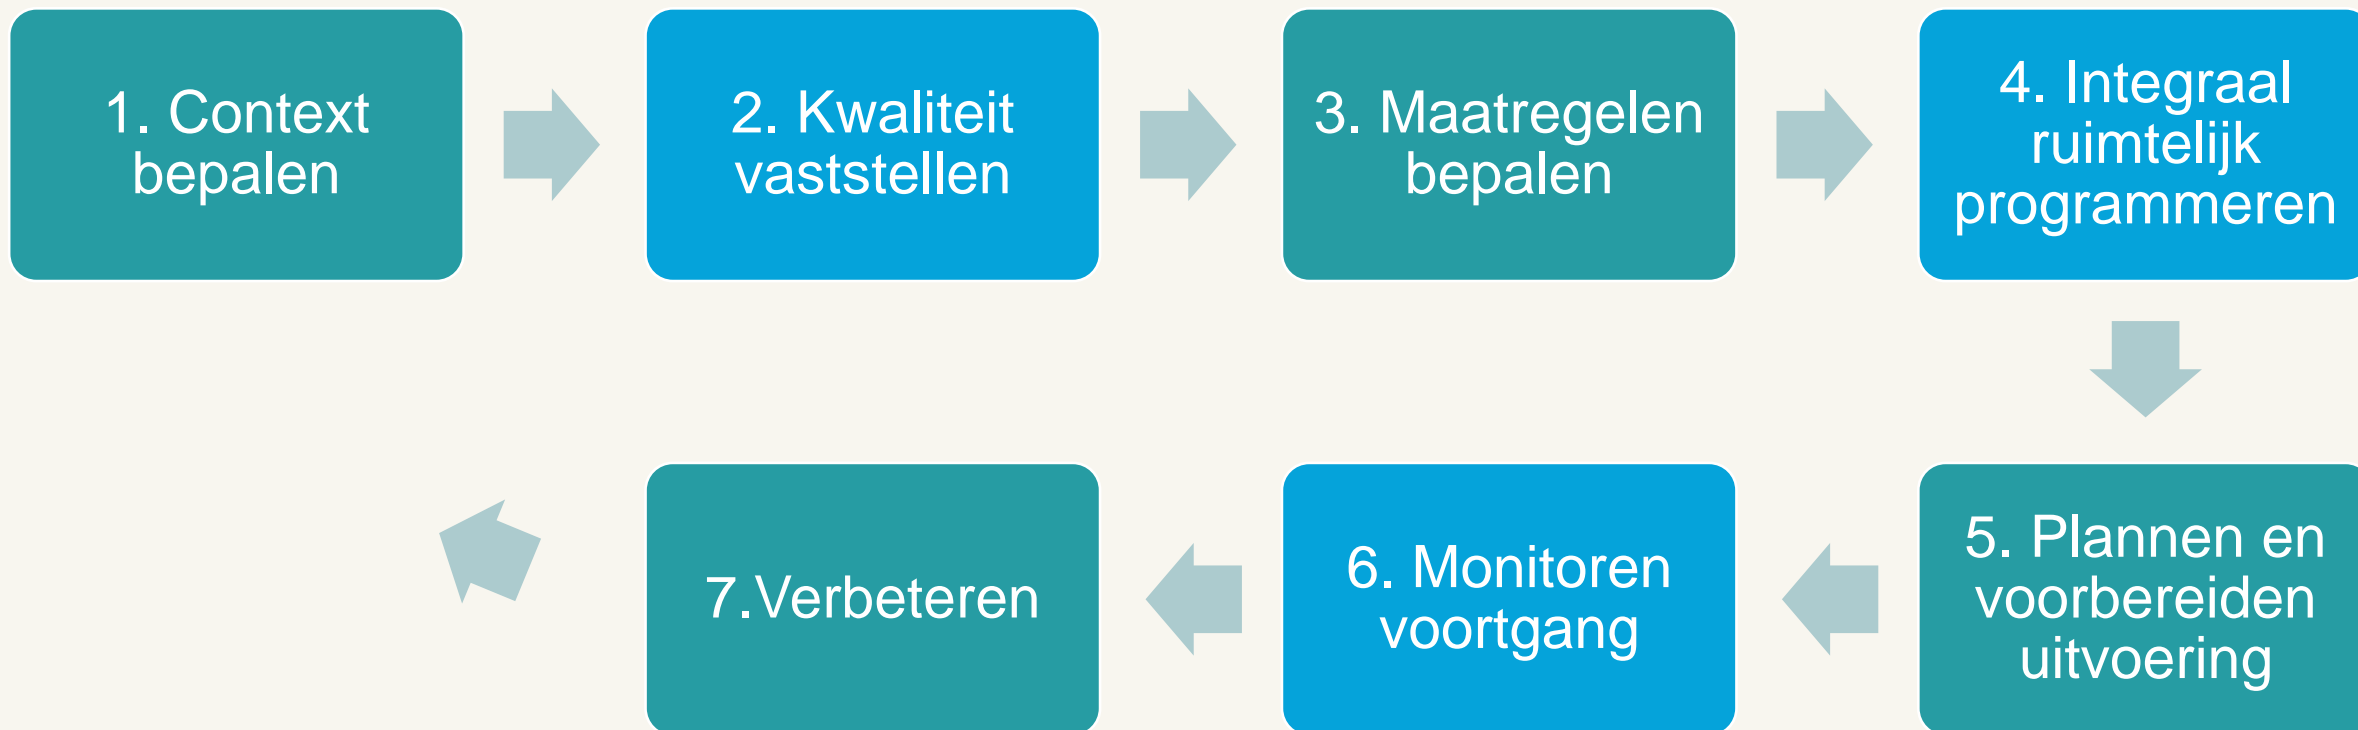 1. Context
bepalen
2. Kwaliteit
vaststellen
3. Maatregelen
bepalen
4. Integraal
ruimtelijk
programmeren
5. Plannen en
voorbereiden
uitvoering
6. Monitoren
voortgang
7.Verbeteren